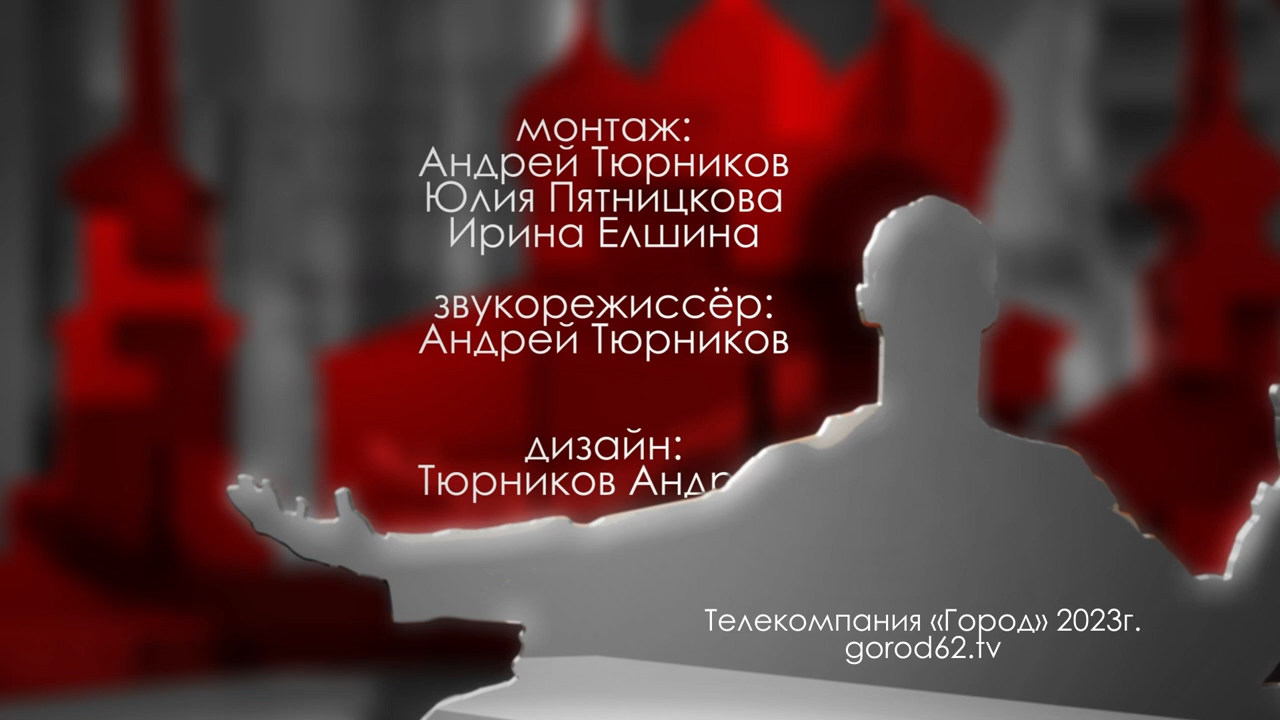 монтаж:
Андрей Тюрников
Юлия Пятницкова
Ирина Елшина
звукорежиссёр:
Андрей Тюрников
дизайн:
Тюрников
Телекомпания «Город» 2023г.
gorod62.tv